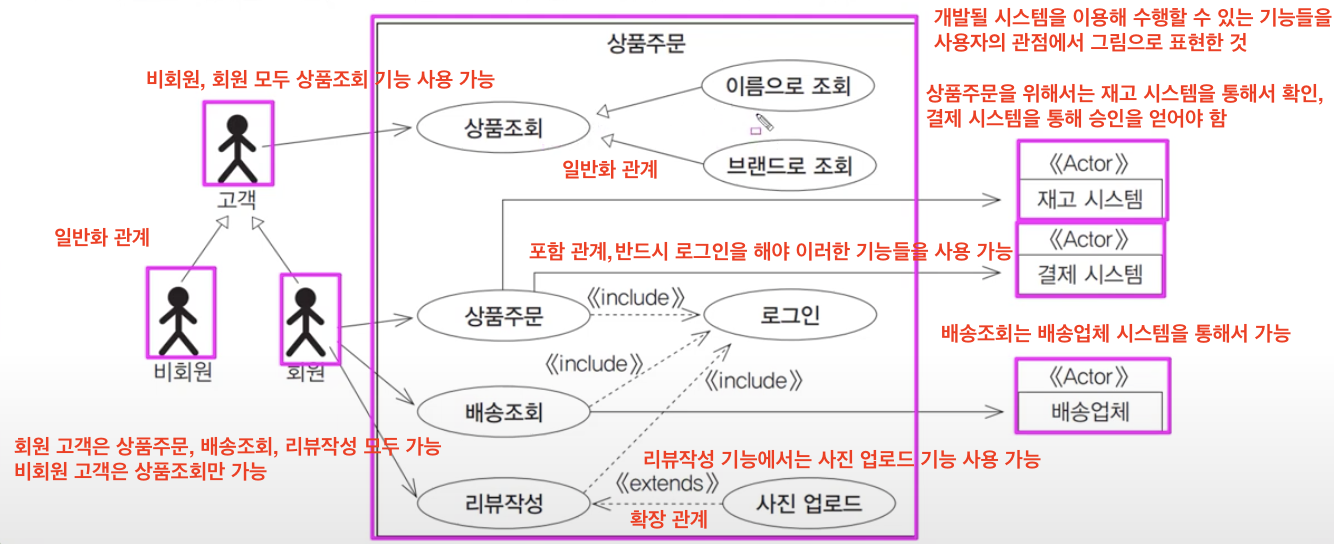 개발될 시스템을 이용해 수행할 수 있는 기능들을
사용자의 관점에서 그림으로 표현한 것
상품주문
비회원, 회원 모두 상품조회 기능 사용 가능
이름으로 조회
상품주문을 위해서는 재고 시스템을 통해서 확인,
결제 시스템을 통해 승인을 얻어야 함
상품조회
일반화 관계
브랜드로 조회
《Actor》
재고 시스템
고객
일반화 관계
포함 관계, 반드시 로그인을 해야 이러한 기능들을 사용 가능
《Actor》
결제 시스템
상품주문
《include》
로그인
배송조회는 배송업체 시스템을 통해서 가능
비회원
회원
《include》
《include》
《Actor》
배송업체
배송조회
회원 고객은 상품주문, 배송조회, 리뷰작성 모두 가능
비회원 고객은 상품조회만 가능
리뷰작성 기능에서는 사진 업로드 기능 사용 가능
《extends》
리뷰작성
사진 업로드
확장 관계